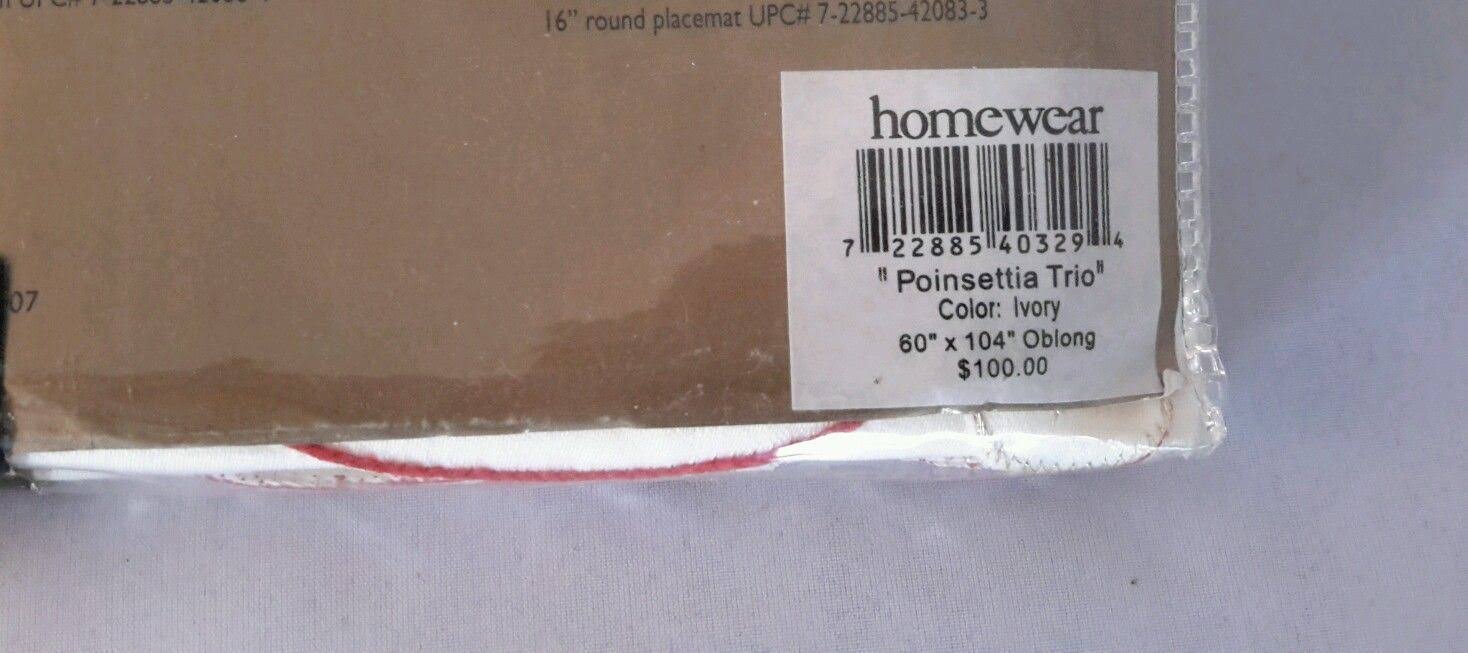 16” round placemat UPC# 7-22885-42083-3
homewear
7 22885 40329 4
" Poinsettia Trio"
Color: Ivory
60" x 104" Oblong
$100.00
07